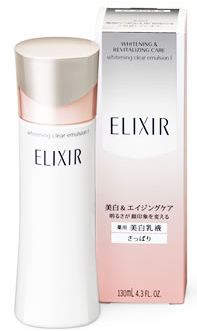 whitening clear emulsion I
ELIXIR
WHITENING &
REVITALIZING CARE
whitening clear emulsion I
ELIXIR
美白&エイジングケア
明るさが顔印象を変える
薬用 美白乳液
さっぱり
130mL 4.3 FL. OZ.